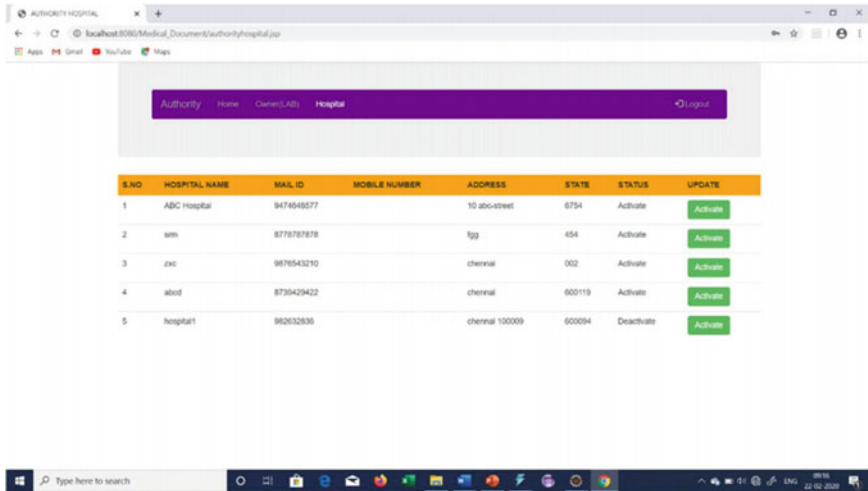 AUTHORITY HOSPITAL
localhost:8080/Medical_Document/authorityhospital.jsp
Apps Gmail YouTube Maps
Authority Home Owner(LAB) Hospital Logout
S.NO HOSPITAL NAME MAIL ID MOBILE NUMBER ADDRESS STATE STATUS UPDATE
1 ABC Hospital 9474648577 10 abc-street 6754 Activate Activate
2 srm 8778787878 fgg 454 Activate Activate
3 zxc 9876543210 chennai 002 Activate Activate
4 abcd 8730429422 chennai 600119 Activate Activate
5 hospital1 982632836 chennai 100009 600094 Deactivate Activate
Type here to search ENG 09:16
22-02-2020